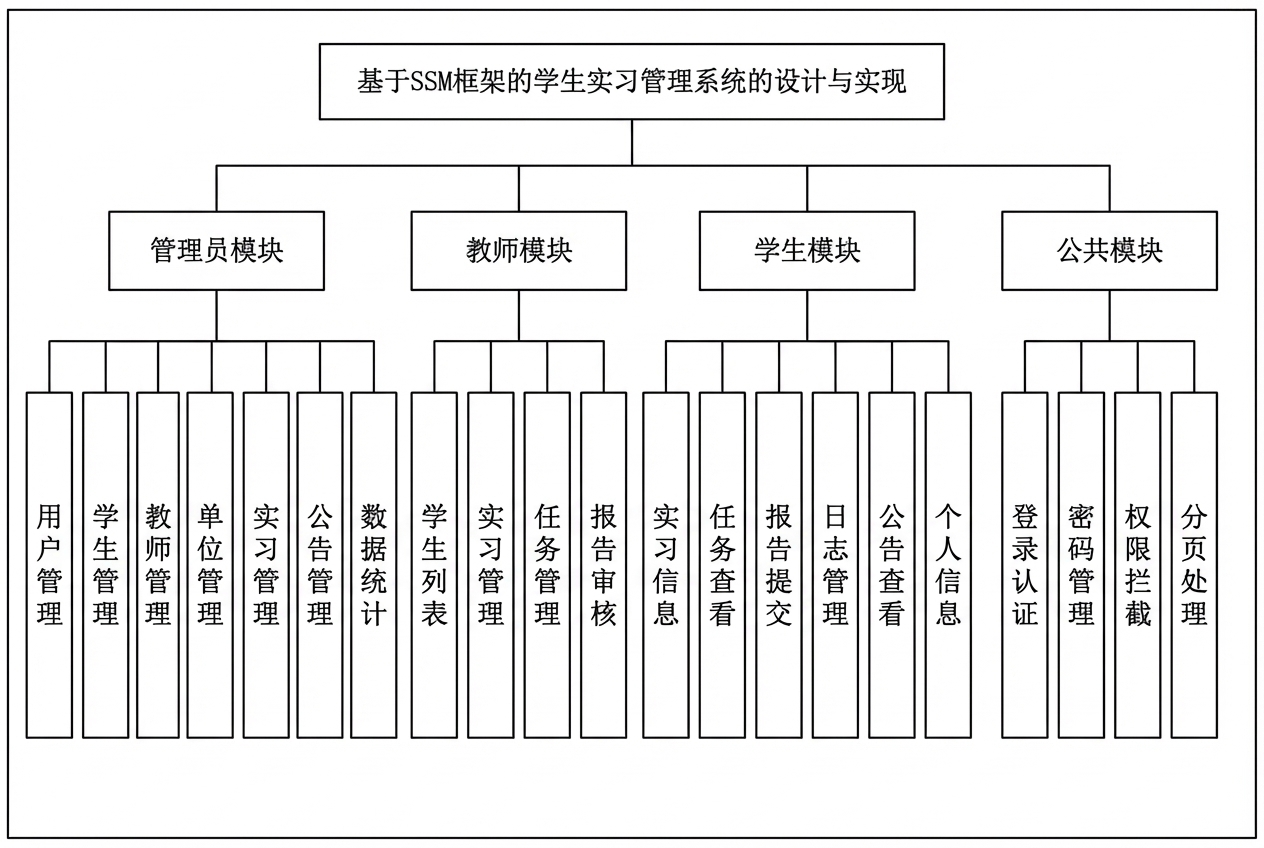 基于SSM框架的学生实习管理系统的设计与实现
管理员模块
教师模块
学生模块
公共模块
用户管理
学生管理
教师管理
单位管理
实习管理
公告管理
数据统计
学生列表
实习管理
任务管理
报告审核
实习信息
任务查看
报告提交
日志管理
公告查看
个人信息
登录认证
密码管理
权限拦截
分页处理